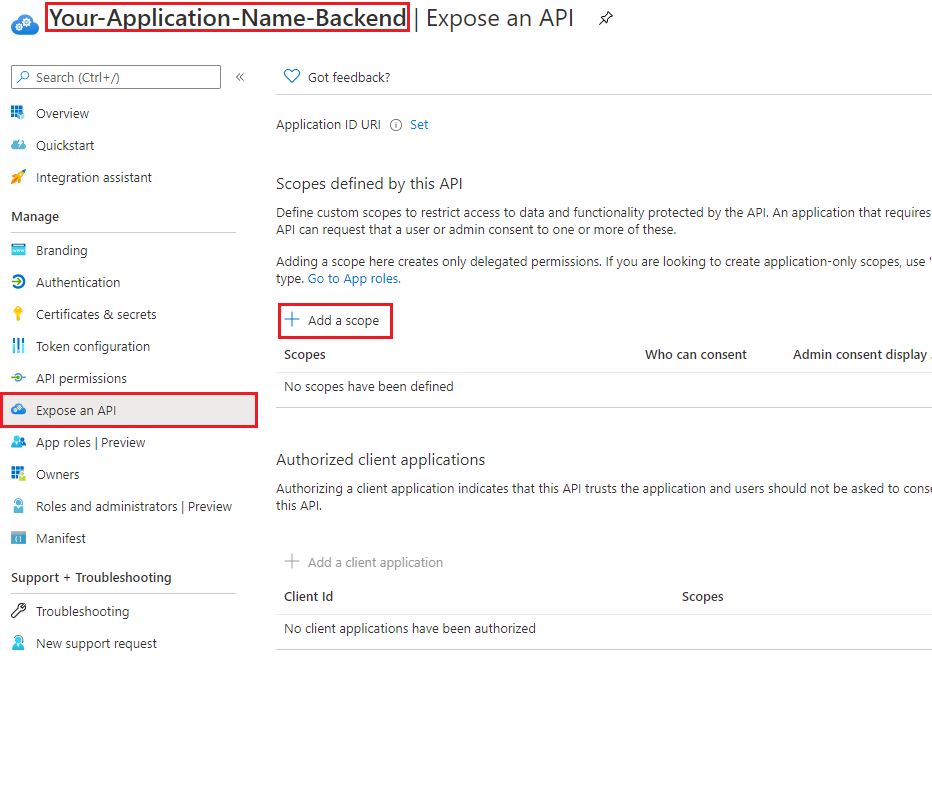 Your-Application-Name-Backend | Expose an API
Search (Ctrl+/)
«
Overview
Quickstart
Integration assistant
Manage
Branding
Authentication
Certificates & secrets
Token configuration
API permissions
Expose an API
App roles | Preview
Owners
Roles and administrators | Preview
Manifest
Support + Troubleshooting
Troubleshooting
New support request
Got feedback?
Application ID URI Set
Scopes defined by this API
Define custom scopes to restrict access to data and functionality protected by the API. An application that requires
API can request that a user or admin consent to one or more of these.
Adding a scope here creates only delegated permissions. If you are looking to create application-only scopes, use '
type. Go to App roles.
+ Add a scope
Scopes Who can consent Admin consent display
No scopes have been defined
Authorized client applications
Authorizing a client application indicates that this API trusts the application and users should not be asked to conse
this API.
+ Add a client application
Client Id Scopes
No client applications have been authorized